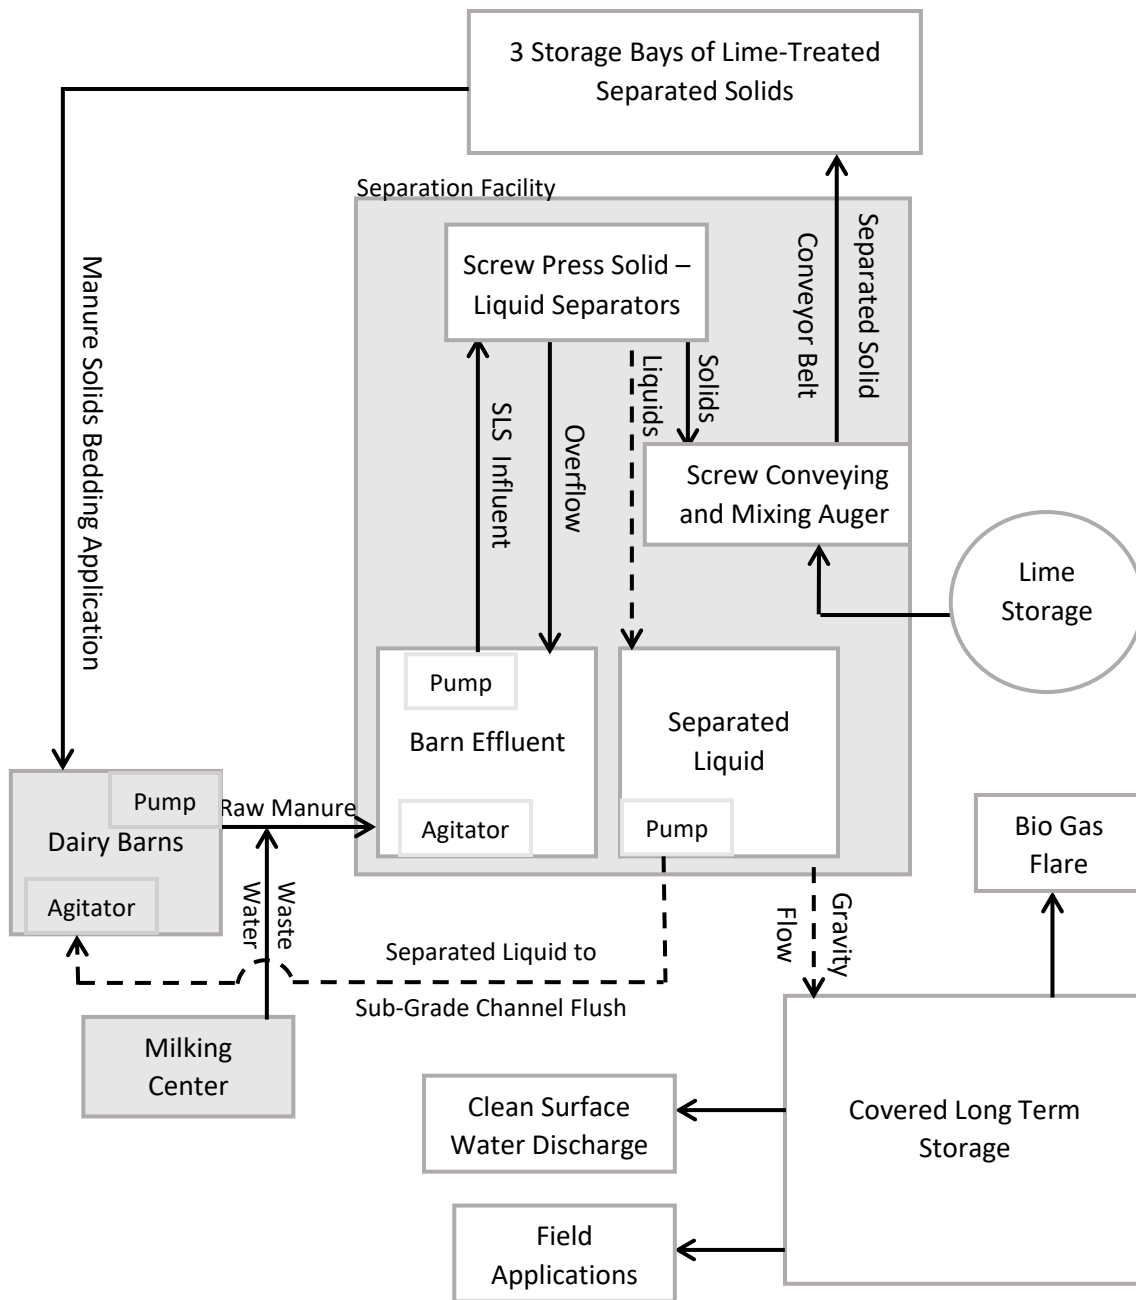 3 Storage Bays of Lime-Treated
Separated Solids
Separation Facility
Screw Press Solid –
Liquid Separators
Separated Solid
Conveyor Belt
Manure Solids Bedding Application
SLS Influent
Overflow
Liquids
Solids
Screw Conveying
and Mixing Auger
Lime
Storage
Pump
Barn Effluent
Agitator
Separated
Liquid
Pump
Pump
Raw Manure
Dairy Barns
Agitator
Waste
Water
Bio Gas
Flare
Gravity
Flow
Separated Liquid to
Sub-Grade Channel Flush
Milking
Center
Clean Surface
Water Discharge
Covered Long Term
Storage
Field
Applications